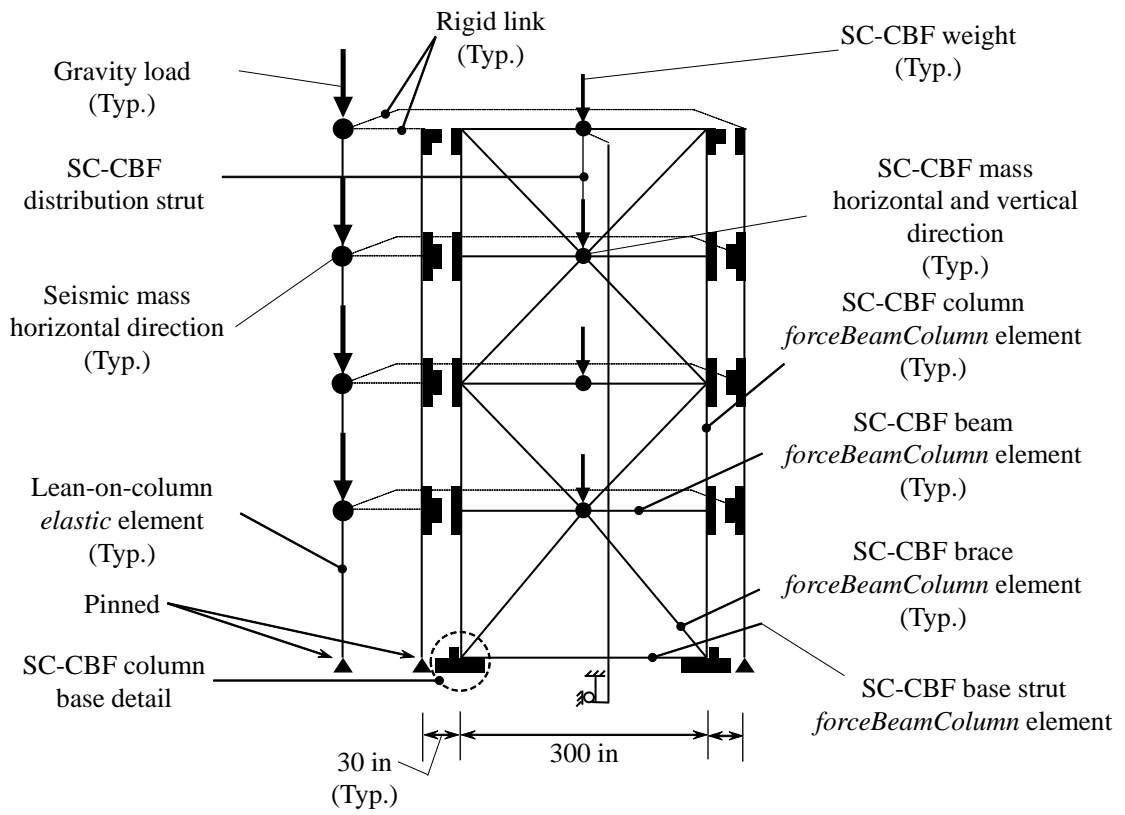 Rigid link
(Typ.)
SC-CBF weight
(Typ.)
Gravity load
(Typ.)
SC-CBF
distribution strut
SC-CBF mass
horizontal and vertical
direction
(Typ.)
Seismic mass
horizontal direction
(Typ.)
SC-CBF column
forceBeamColumn element
(Typ.)
SC-CBF beam
forceBeamColumn element
(Typ.)
Lean-on-column
elastic element
(Typ.)
SC-CBF brace
forceBeamColumn element
(Typ.)
Pinned
SC-CBF column
base detail
SC-CBF base strut
forceBeamColumn element
30 in
(Typ.)
300 in